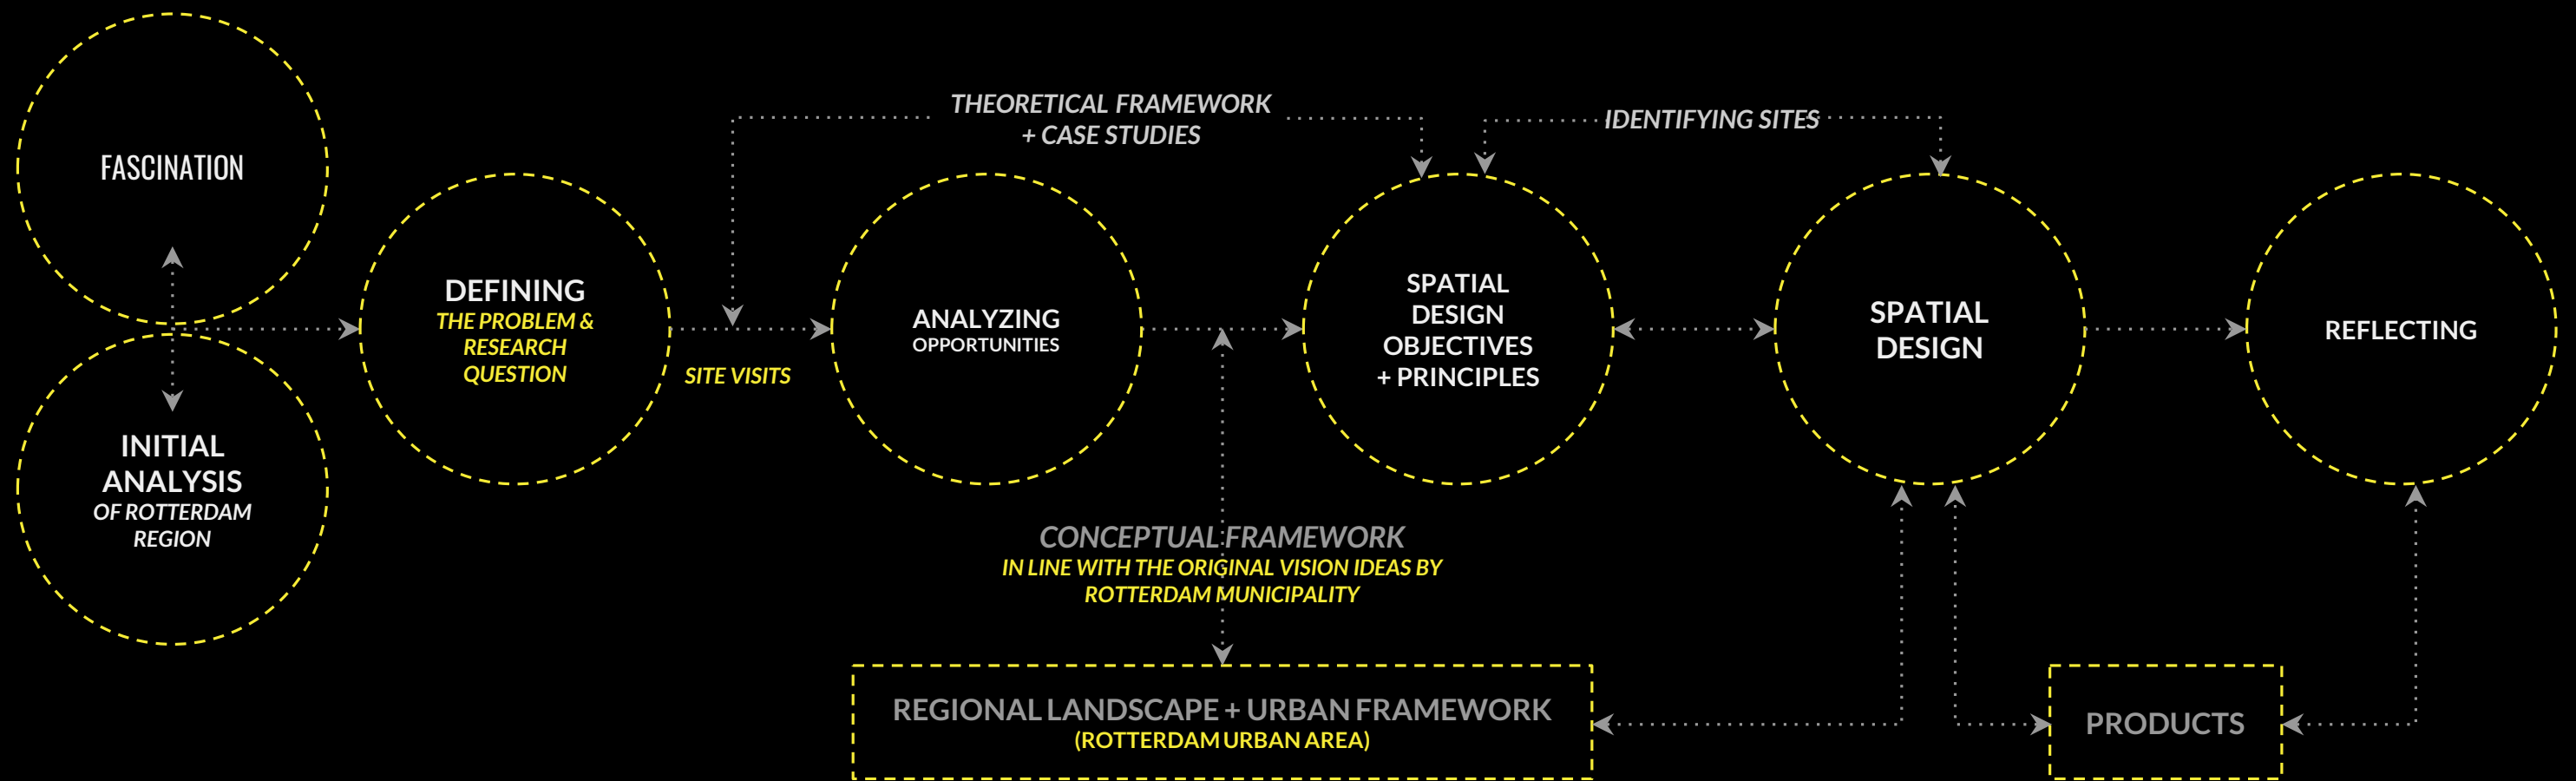 FASCINATION
INITIAL
ANALYSIS
OF ROTTERDAM
REGION
DEFINING
THE PROBLEM &
RESEARCH
QUESTION
SITE VISITS
THEORETICAL FRAMEWORK
+ CASE STUDIES
ANALYZING
OPPORTUNITIES
CONCEPTUAL FRAMEWORK
IN LINE WITH THE ORIGINAL VISION IDEAS BY
ROTTERDAM MUNICIPALITY
REGIONAL LANDSCAPE + URBAN FRAMEWORK
(ROTTERDAM URBAN AREA)
SPATIAL
DESIGN
OBJECTIVES
+ PRINCIPLES
IDENTIFYING SITES
SPATIAL
DESIGN
PRODUCTS
REFLECTING